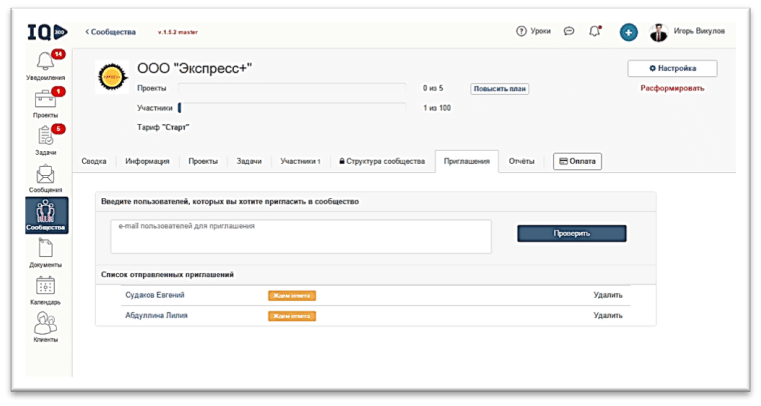 IQ 300
< Сообщества
v.1.5.2 master
Уроки
Игорь Викулов
14
Уведомления
1
Проекты
5
Задачи
Сообщения
Сообщества
Документы
Календарь
Клиенты
ООО "Экспресс+"
Настройка
Проекты 0 из 5 Повысить план
Расформировать
Участники 1 из 100
Тариф "Старт"
Сводка Информация Проекты Задачи Участники 1 Структура сообщества Приглашения Отчёты Оплата
Введите пользователей, которых вы хотите пригласить в сообщество
e-mail пользователей для приглашения
Проверить
Список отправленных приглашений
Судаков Евгений Ждем ответа Удалить
Абдуллина Лилия Ждем ответа Удалить